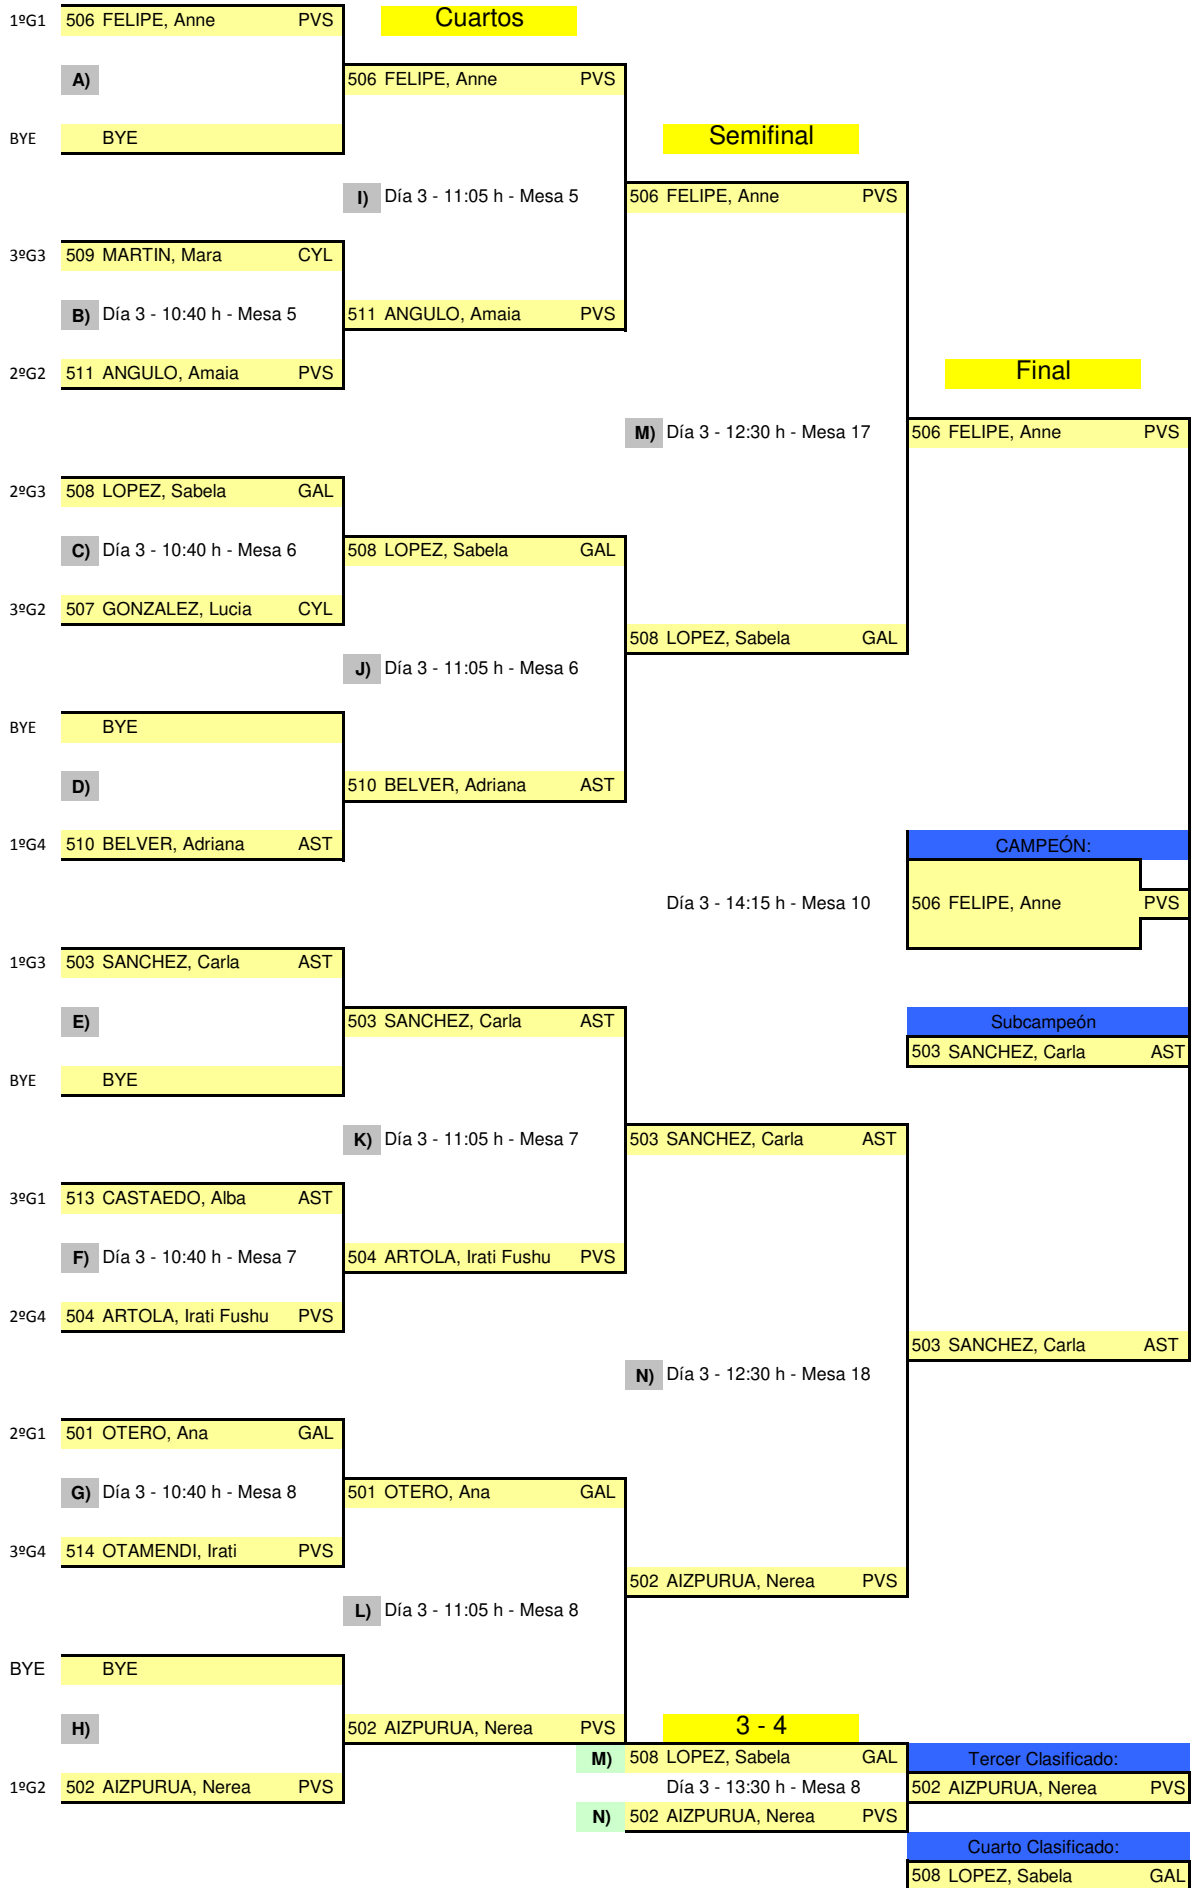 1ºG1 506 FELIPE, Anne PVS Cuartos
A) 506 FELIPE, Anne PVS
BYE BYE Semifinal
I) Día 3 - 11:05 h - Mesa 5 506 FELIPE, Anne PVS
3ºG3 509 MARTIN, Mara CYL
B) Día 3 - 10:40 h - Mesa 5 511 ANGULO, Amaia PVS
2ºG2 511 ANGULO, Amaia PVS Final
M) Día 3 - 12:30 h - Mesa 17 506 FELIPE, Anne PVS
2ºG3 508 LOPEZ, Sabela GAL
C) Día 3 - 10:40 h - Mesa 6 508 LOPEZ, Sabela GAL
3ºG2 507 GONZALEZ, Lucia CYL
508 LOPEZ, Sabela GAL
J) Día 3 - 11:05 h - Mesa 6
BYE BYE
D) 510 BELVER, Adriana AST
1ºG4 510 BELVER, Adriana AST CAMPEÓN:
Día 3 - 14:15 h - Mesa 10 506 FELIPE, Anne PVS
1ºG3 503 SANCHEZ, Carla AST
E) 503 SANCHEZ, Carla AST Subcampeón
503 SANCHEZ, Carla AST
BYE BYE
K) Día 3 - 11:05 h - Mesa 7 503 SANCHEZ, Carla AST
3ºG1 513 CASTAEDO, Alba AST
F) Día 3 - 10:40 h - Mesa 7 504 ARTOLA, Irati Fushu PVS
2ºG4 504 ARTOLA, Irati Fushu PVS
503 SANCHEZ, Carla AST
N) Día 3 - 12:30 h - Mesa 18
2ºG1 501 OTERO, Ana GAL
G) Día 3 - 10:40 h - Mesa 8 501 OTERO, Ana GAL
3ºG4 514 OTAMENDI, Irati PVS
502 AIZPURUA, Nerea PVS
L) Día 3 - 11:05 h - Mesa 8
BYE BYE
H) 502 AIZPURUA, Nerea PVS 3 - 4
M) 508 LOPEZ, Sabela GAL Tercer Clasificado:
1ºG2 502 AIZPURUA, Nerea PVS Día 3 - 13:30 h - Mesa 8 502 AIZPURUA, Nerea PVS
N) 502 AIZPURUA, Nerea PVS
Cuarto Clasificado:
508 LOPEZ, Sabela GAL